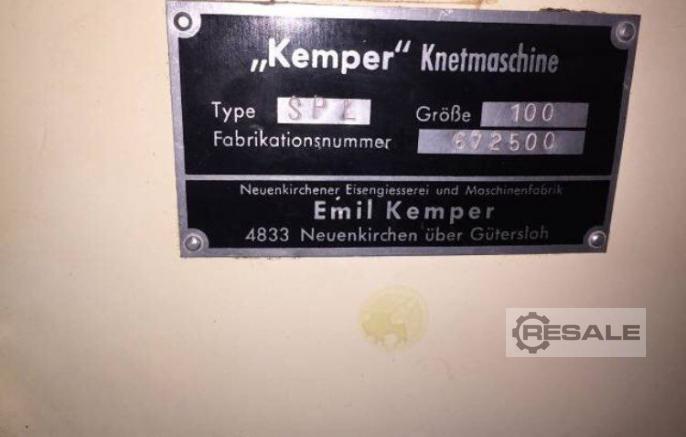 „Kemper“ Knetmaschine
Type SPL Größe 100
Fabrikationsnummer 672500
Neuenkirchener Eisengiesserei und Maschinenfabrik
Emil Kemper
4833 Neuenkirchen über Gütersloh
RESALE